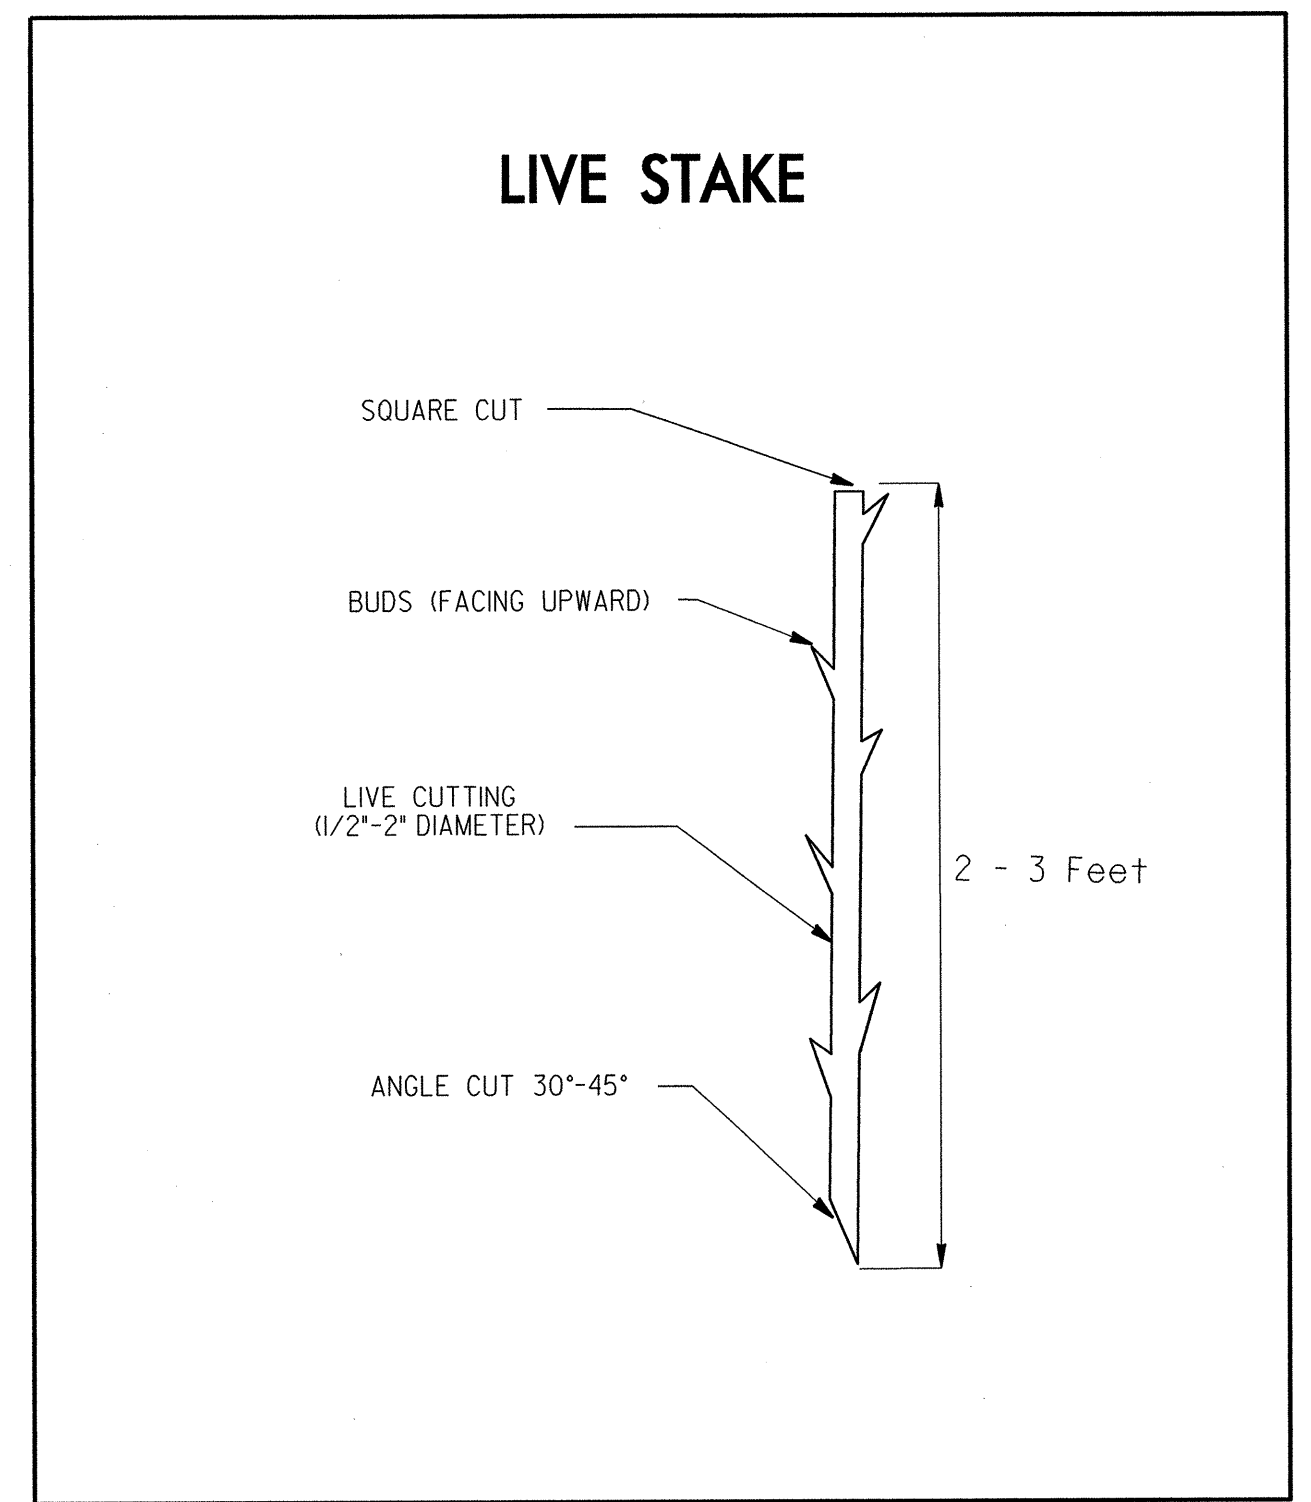 LIVE STAKE
SQUARE CUT
BUDS (FACING UPWARD)
LIVE CUTTING
(1/2"-2" DIAMETER)
2 - 3 Feet
ANGLE CUT 30°-45°